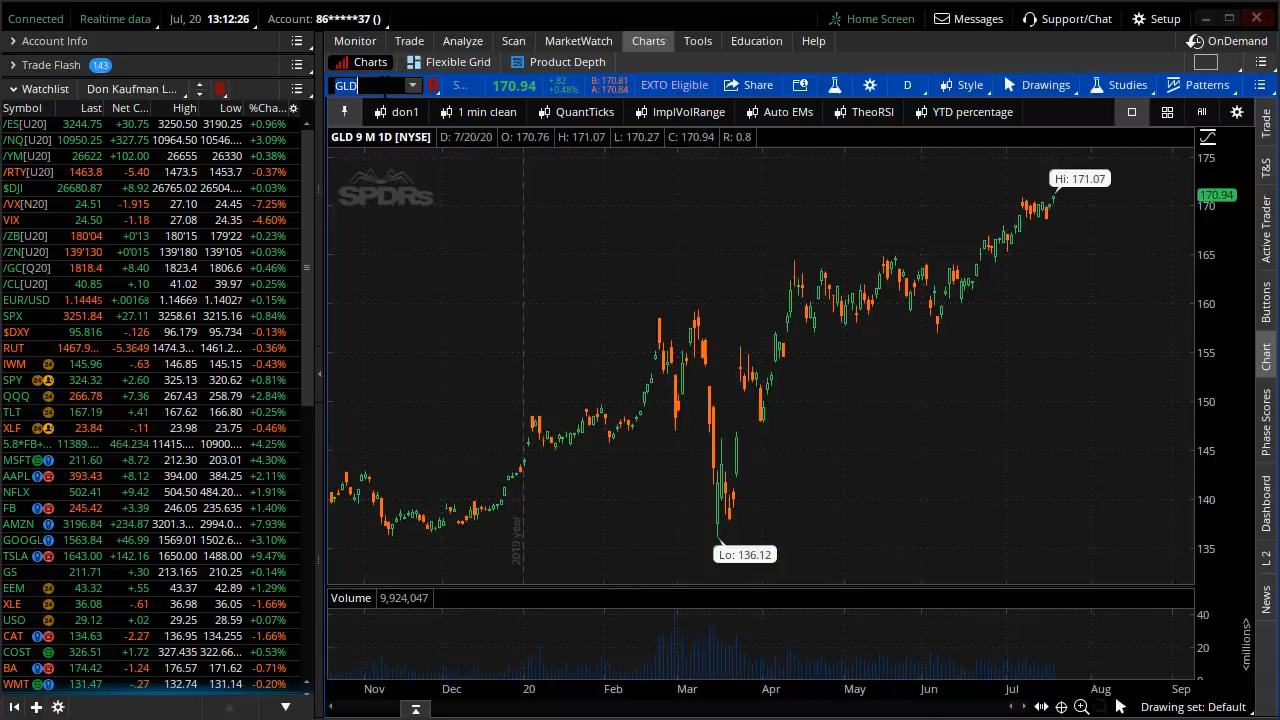 Connected Realtime data Jul, 20 13:12:26 Account: 86*****37 () Home Screen Messages Support/Chat Setup
Account Info Monitor Trade Analyze Scan MarketWatch Charts Tools Education Help OnDemand
Trade Flash 143 Charts Flexible Grid Product Depth
Watchlist Don Kaufman L... GLD S... 170.94 +.82 +0.48% B: 170.81 A: 170.84 EXTO Eligible Share D Style Drawings Studies Patterns
Symbol Last Net C... High Low %Cha... don1 1 min clean QuantTicks ImplVolRange Auto EMs TheoRSI YTD percentage All
/ES[U20] 3244.75 +30.75 3250.50 3190.25 +0.96%
GLD 9 M 1D [NYSE] D: 7/20/20 O: 170.76 H: 171.07 L: 170.27 C: 170.94 R: 0.8
/NQ[U20] 10950.25 +327.75 10964.50 10546.... +3.09%
/YM[U20] 26622 +102.00 26655 26330 +0.38%
/RTY[U20] 1463.8 -5.40 1473.5 1453.7 -0.37%
$DJI 26680.87 +8.92 26765.02 26504.... +0.03%
/VX[N20] 24.51 -1.915 27.10 24.45 -7.25%
VIX 24.50 -1.18 27.08 24.35 -4.60%
/ZB[U20] 180'04 +0'13 180'15 179'22 +0.23%
/ZN[U20] 139'130 +0'015 139'180 139'105 +0.03%
/GC[Q20] 1818.4 +8.40 1823.4 1806.6 +0.46%
/CL[U20] 40.85 +.10 41.02 39.97 +0.25%
EUR/USD 1.14445 +.00168 1.14669 1.14027 +0.15%
SPX 3251.84 +27.11 3258.61 3215.16 +0.84%
$DXY 95.816 -.126 96.179 95.734 -0.13%
RUT 1467.9... -5.3649 1474.3... 1461.2... -0.36%
IWM 24 145.96 -.63 146.85 145.15 -0.43%
SPY 24 324.32 +2.60 325.13 320.62 +0.81%
QQQ 24 266.78 +7.36 267.43 258.79 +2.84%
TLT 24 167.19 +.41 167.62 166.80 +0.25%
XLF 24 23.84 -.11 23.98 23.75 -0.46%
5.8*FB+... 11389.... 464.234 11415.... 10900.... +4.25%
MSFT 211.60 +8.72 212.30 203.01 +4.30%
AAPL 393.43 +8.12 394.00 384.25 +2.11%
NFLX 502.41 +9.42 504.50 484.20... +1.91%
FB 245.42 +3.39 246.05 235.635 +1.40%
AMZN 3196.84 +234.87 3201.3... 2994.0... +7.93%
GOOGL 1563.84 +46.99 1569.01 1502.6... +3.10%
TSLA 1643.00 +142.16 1650.00 1488.00 +9.47%
GS 211.71 +.30 213.165 210.25 +0.14%
EEM 24 43.32 +.55 43.37 42.89 +1.29%
XLE 24 36.08 -.61 36.98 36.05 -1.66%
USO 24 29.12 +.02 29.25 28.59 +0.07%
CAT 134.63 -2.27 136.95 134.255 -1.66%
COST 326.51 +1.72 327.435 322.66... +0.53%
BA 174.42 -1.24 176.57 171.62 -0.71%
WMT 131.47 -.27 132.74 131.14 -0.20%
SPDRs
Hi: 171.07
Lo: 136.12
2019 year
175
170.94
170
165
160
155
150
145
140
135
Volume 9,924,047
40
20
0
<millions>
Nov Dec 20 Feb Mar Apr May Jun Jul Aug Sep
Drawing set: Default
Trade
T&S
Active Trader
Buttons
Chart
Phase Scores
Dashboard
L 2
News